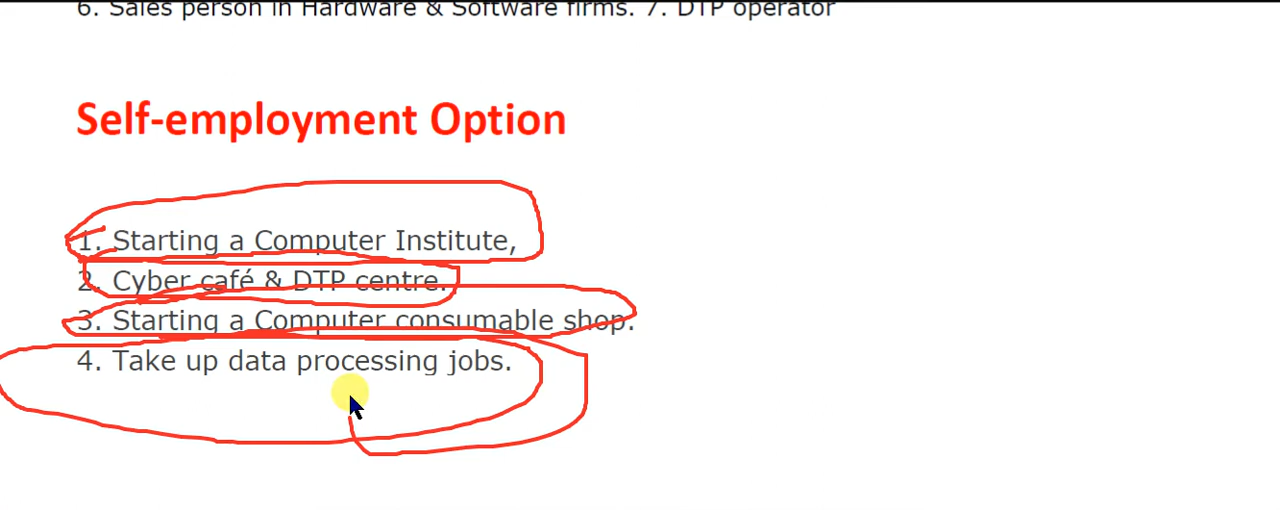 6. Sales person in Hardware & Software firms. 7. DTP operator
Self-employment Option
1. Starting a Computer Institute,
2. Cyber café & DTP centre.
3. Starting a Computer consumable shop.
4. Take up data processing jobs.